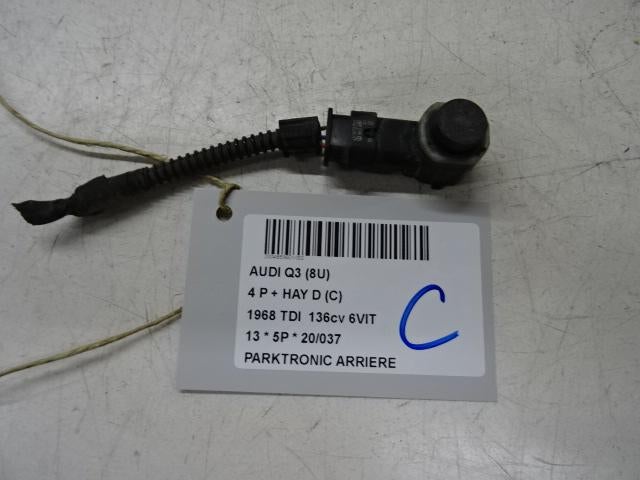 AUDI Q3 (8U)
4 P + HAY D (C)
1968 TDI 136cv 6VIT
13 * 5P * 20/037
PARKTRONIC ARRIERE
C